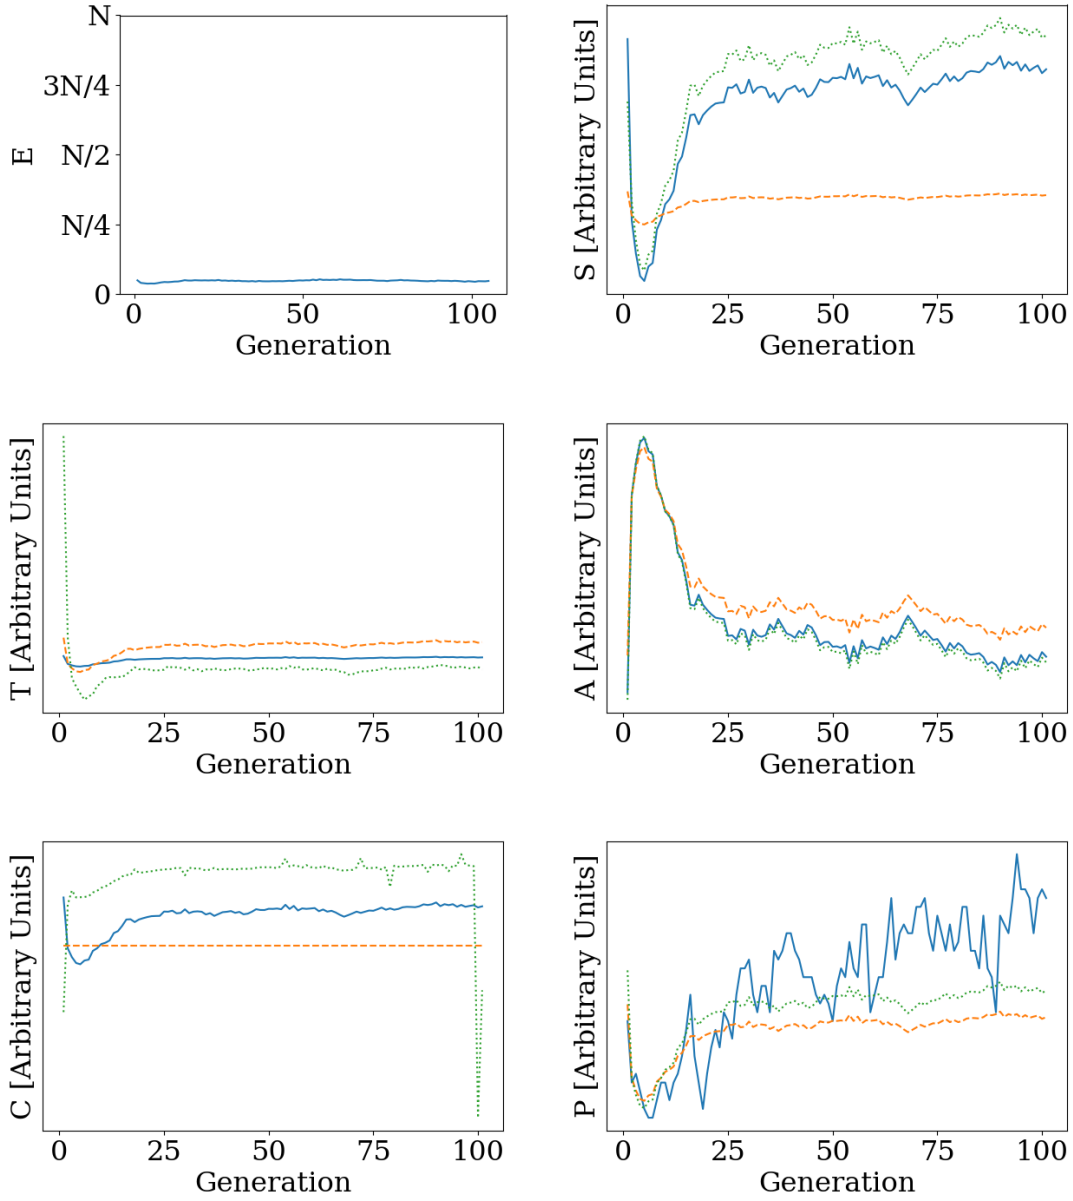 N
3N/4
N/2
N/4
0
E
0 50 100
Generation
S [Arbitrary Units]
0 25 50 75 100
Generation
T [Arbitrary Units]
0 25 50 75 100
Generation
A [Arbitrary Units]
0 25 50 75 100
Generation
C [Arbitrary Units]
0 25 50 75 100
Generation
P [Arbitrary Units]
0 25 50 75 100
Generation